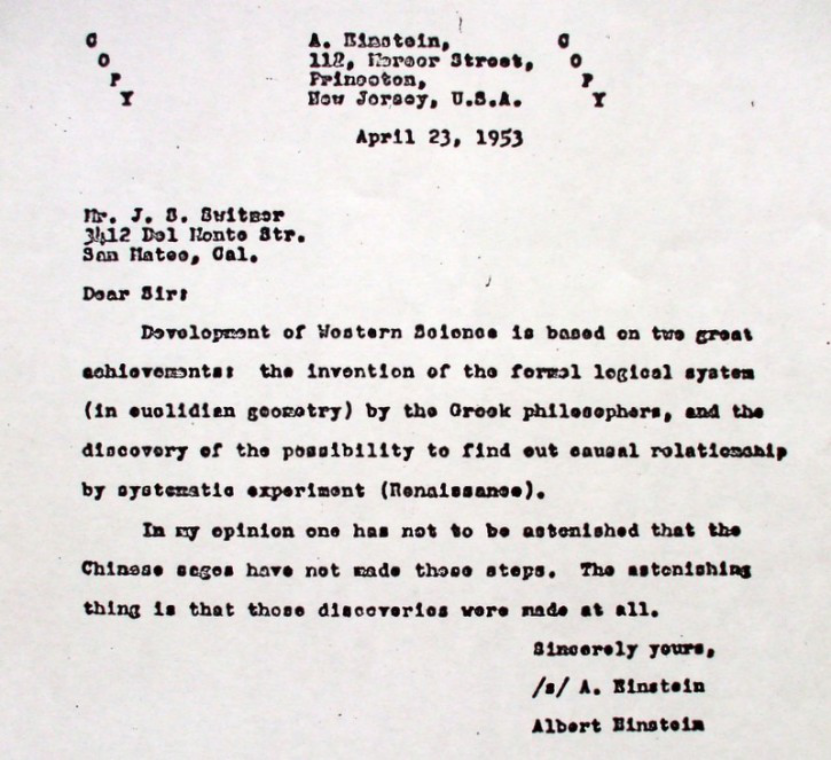 C C
O O
P P
Y Y
A. Einstein,
112, Mercer Street,
Princeton,
New Jersey, U.S.A.
April 23, 1953
Mr. J. S. Switzer
3412 Del Monte Str.
San Mateo, Cal.
Dear Sir:
Development of Western Science is based on two great
achievements: the invention of the formal logical system
(in euclidian geometry) by the Greek philosophers, and the
discovery of the possibility to find out causal relationship
by systematic experiment (Renaissance).
In my opinion one has not to be astonished that the
Chinese sages have not made those steps. The astonishing
thing is that those discoveries were made at all.
Sincerely yours,
/s/ A. Einstein
Albert Einstein